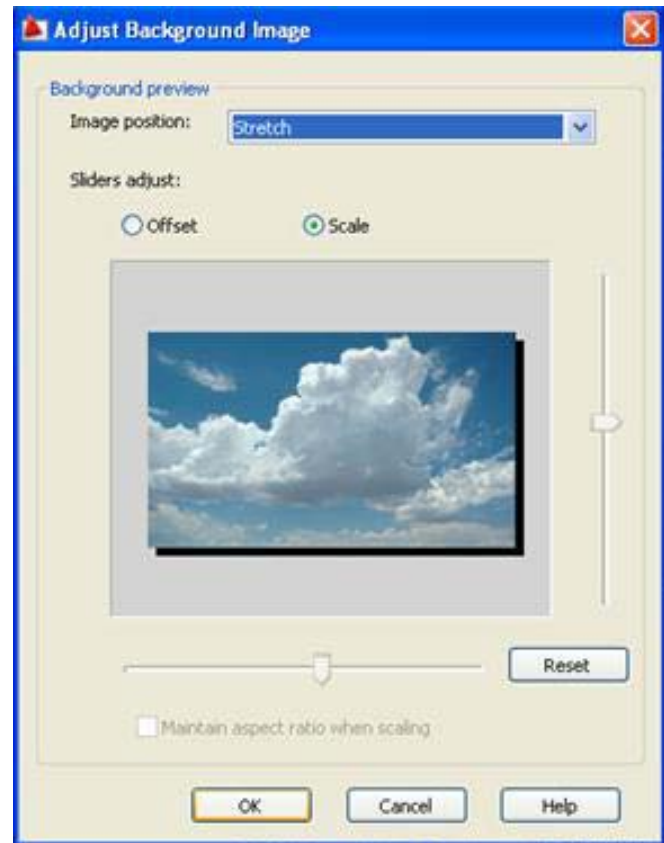 Adjust Background Image
Background preview
Image position:
Stretch
Sliders adjust:
Offset
Scale
Reset
Maintain aspect ratio when scaling
OK
Cancel
Help